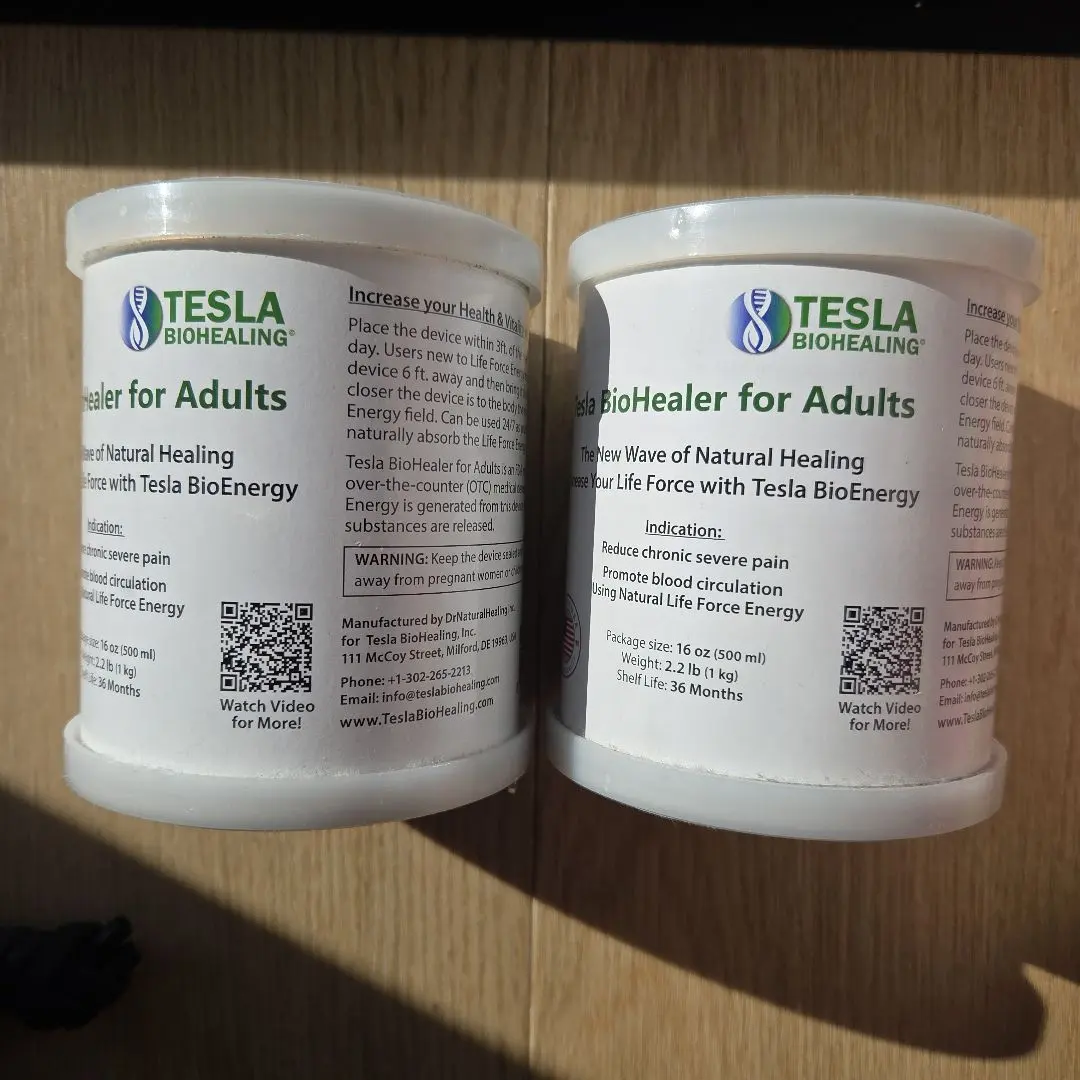 TESLA
BIOHEALING®
Healer for Adults
of Natural Healing
Force with Tesla BioEnergy
Indication:
chronic severe pain
blood circulation
Life Force Energy
size: 16 oz (500 ml)
2.2 lb (1 kg)
Life: 36 Months
Watch Video
for More!
Increase your Health &
Place the device within 3ft. of
day. Users new to Life Force
device 6 ft. away and then bring
closer the device is to the body
Energy field. Can be used 24/7
naturally absorb the Life Force
Tesla BioHealer for Adults is an
over-the-counter (OTC) medical
Energy is generated from this
substances are released.
WARNING: Keep the device sealed
away from pregnant women or
Manufactured by DrNaturalHealing,
for Tesla BioHealing, Inc.
111 McCoy Street, Milford, DE 19963,
Phone: +1-302-265-2213
Email: info@teslabiohealing.com
www.TeslaBioHealing.com
TESLA
BIOHEALING®
Tesla BioHealer for Adults
The New Wave of Natural Healing
Your Life Force with Tesla BioEnergy
Indication:
Reduce chronic severe pain
Promote blood circulation
Using Natural Life Force Energy
Package size: 16 oz (500 ml)
Weight: 2.2 lb (1 kg)
Shelf Life: 36 Months
Watch Video
for More!
Increase
Place the
day. Users
device 6 ft.
closer the
Energy field.
naturally
Tesla
over-the-
Energy is
substances
WARNING:
away from
Manufactured
for Tesla
111 McCoy Street,
Phone:
Email: